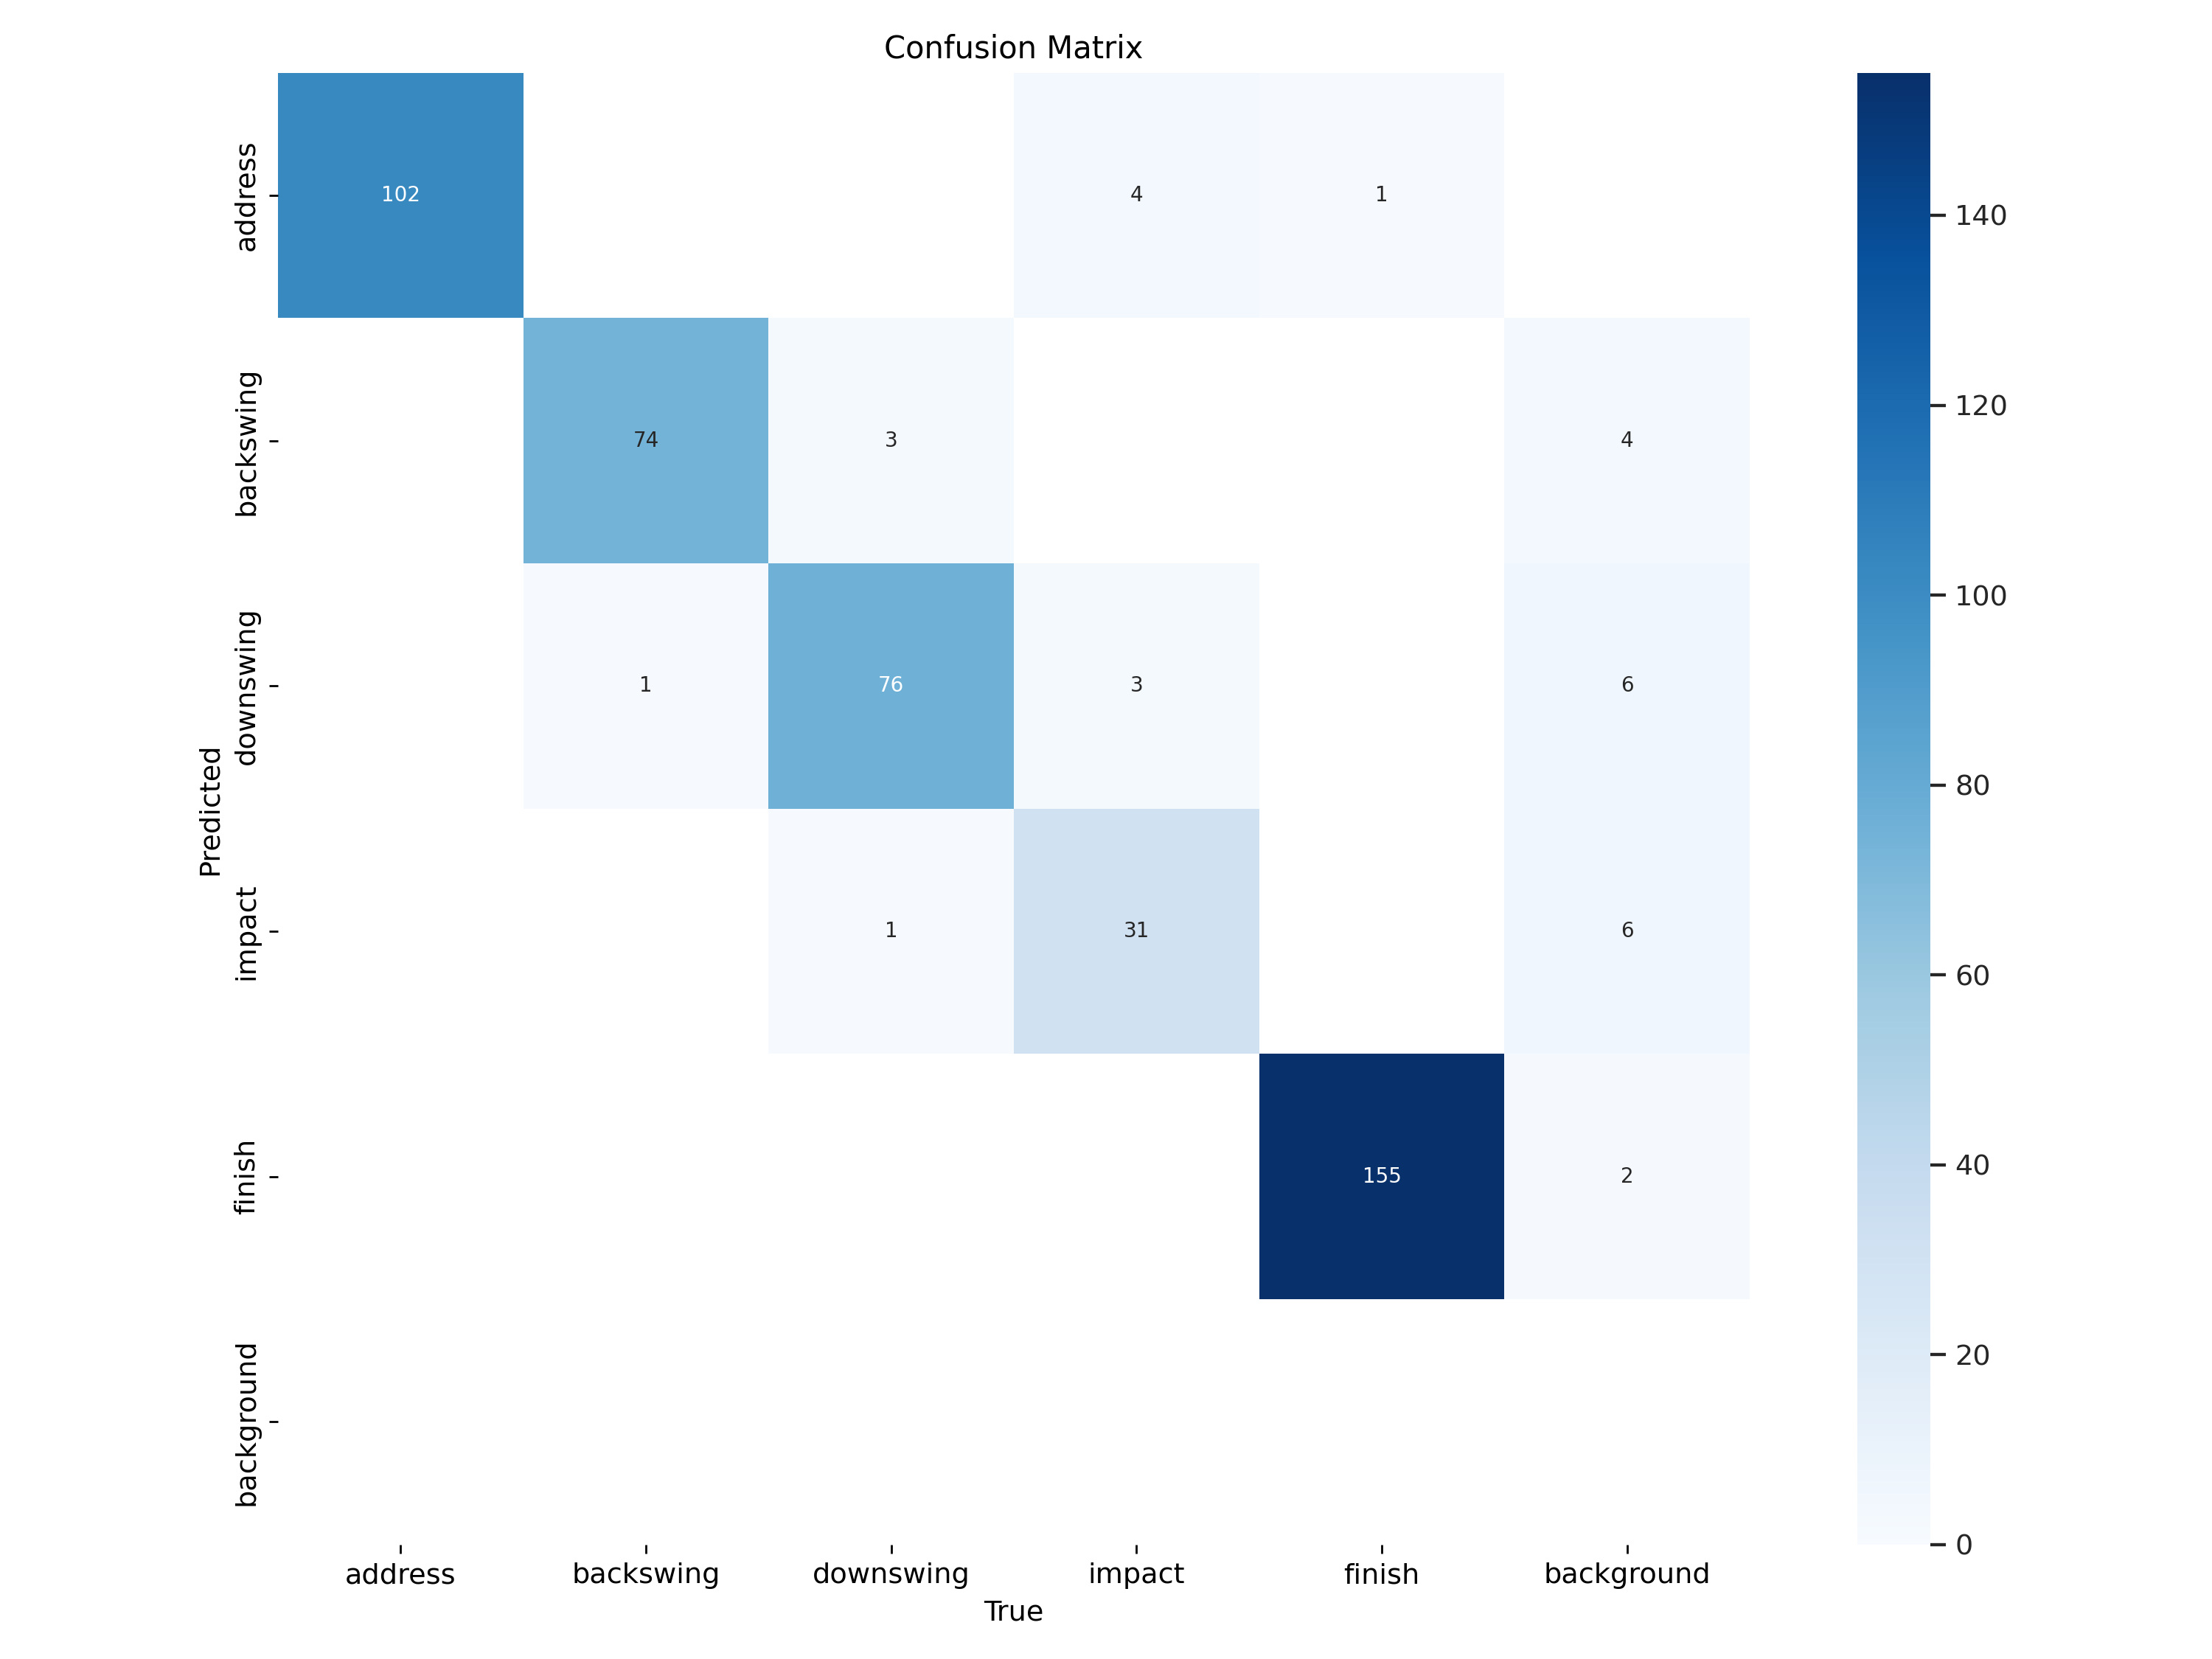 Confusion Matrix
address
102
4
1
backswing
74
3
4
downswing
1
76
3
6
impact
1
31
6
finish
155
2
background
Predicted
address
backswing
downswing
impact
finish
background
True
140
120
100
80
60
40
20
0